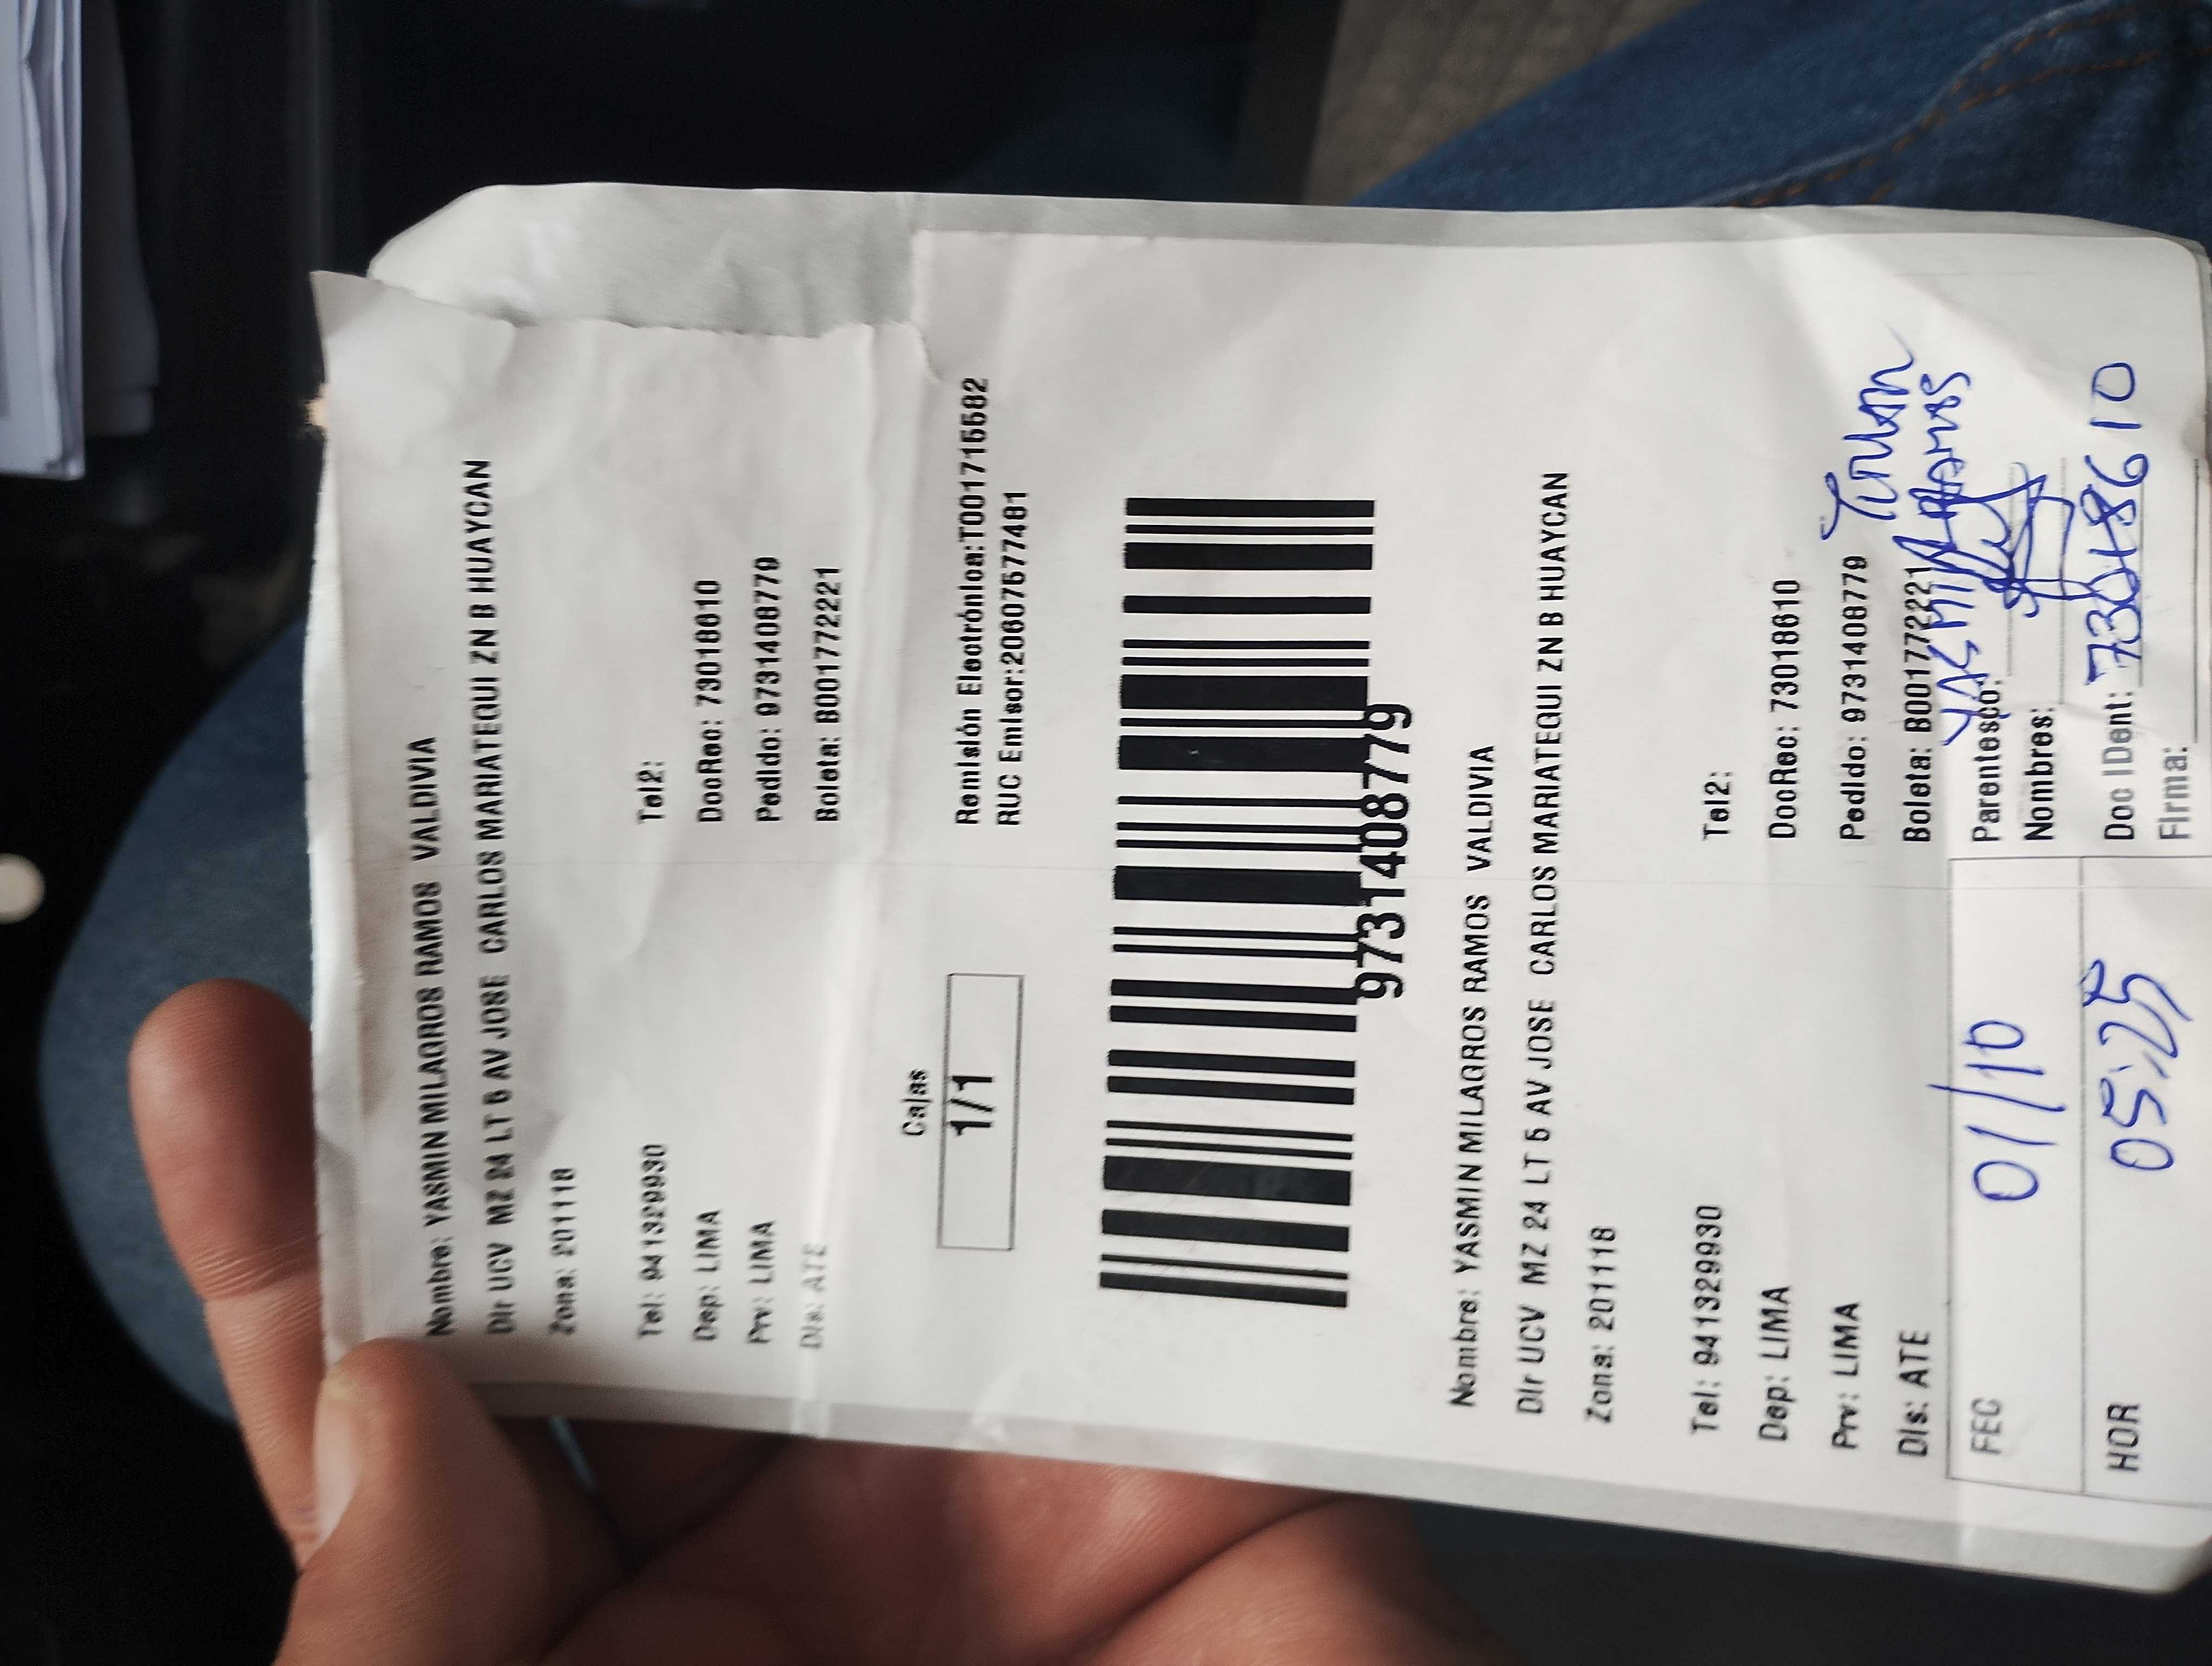 Nombre: YASMIN MILAGROS RAMOS VALDIVIA
Dir UCV MZ 24 LT 5 AV JOSE CARLOS MARIATEGUI ZN B HUAYCAN
Zona: 201118
Tel: 941329930 Tel2:
Dep: LIMA DocRec: 73018610
Prv: LIMA Pedido: 9731408779
Dis: ATE Boleta: B001772221
Cajas
1/1
Remisión Electrónica:T001715582
RUC Emisor:20607577481
9731408779
Nombre: YASMIN MILAGROS RAMOS VALDIVIA
Dir UCV MZ 24 LT 5 AV JOSE CARLOS MARIATEGUI ZN B HUAYCAN
Zona: 201118
Tel: 941329930 Tel2:
Dep: LIMA DocRec: 73018610
Prv: LIMA Pedido: 9731408779
Dis: ATE Boleta: B001772221
Titular
YASMIN Ramos
FEC 01/10 Parentesco:
Nombres:
HOR 05:25 Doc IDent: 73018610
Firma: